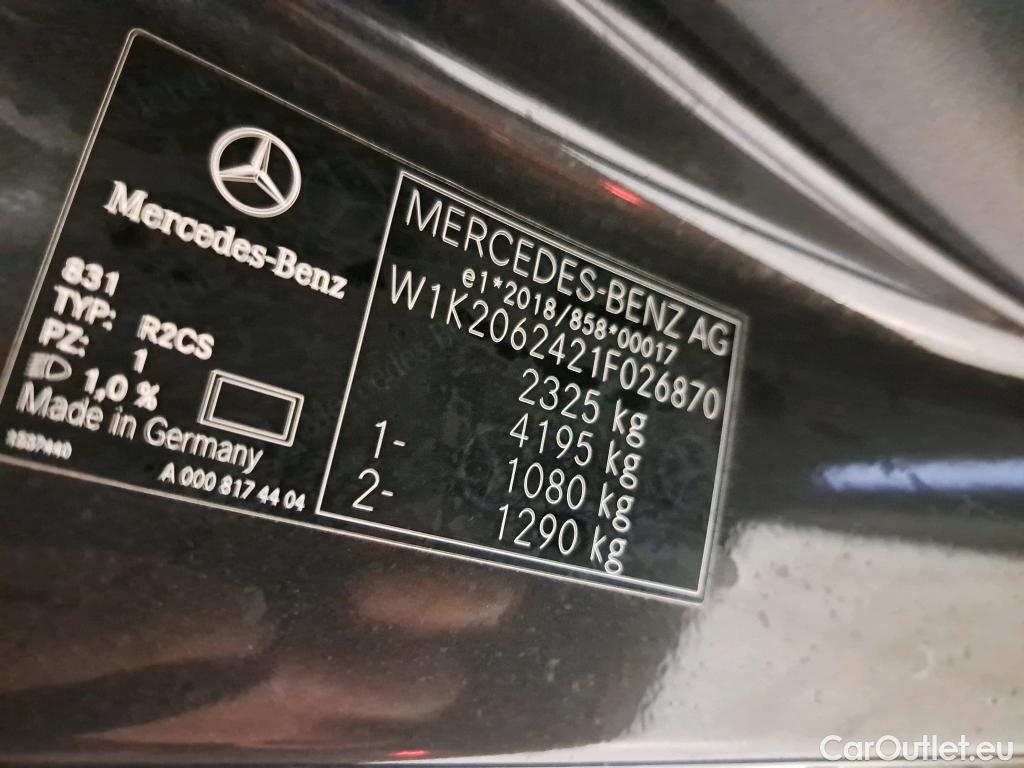 Mercedes-Benz
831
TYP: R2CS
PZ: 1
1,0 %
Made in Germany
A 000 817 44 04
MERCEDES-BENZ AG
e1*2018/858*00017
W1K2062421F026870
2325 kg
4195 kg
1- 1080 kg
2- 1290 kg
CarOutlet.eu